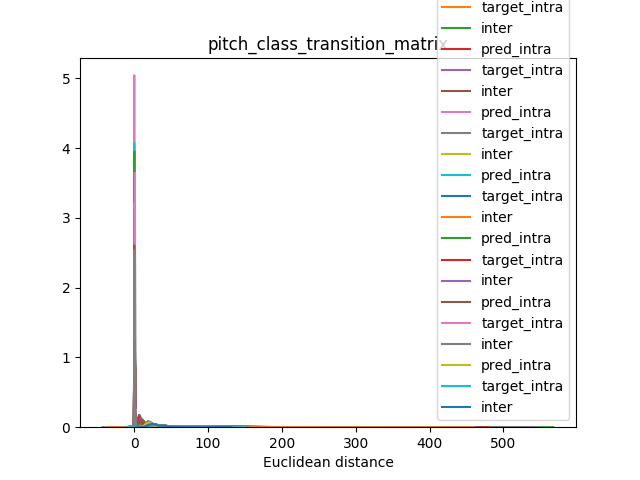 target_intra
inter
pitch_class_transition_matrix
pred_intra
target_intra
inter
pred_intra
target_intra
inter
pred_intra
target_intra
inter
pred_intra
target_intra
inter
pred_intra
target_intra
inter
pred_intra
target_intra
inter
5
4
3
2
1
0
0 100 200 300 400 500
Euclidean distance